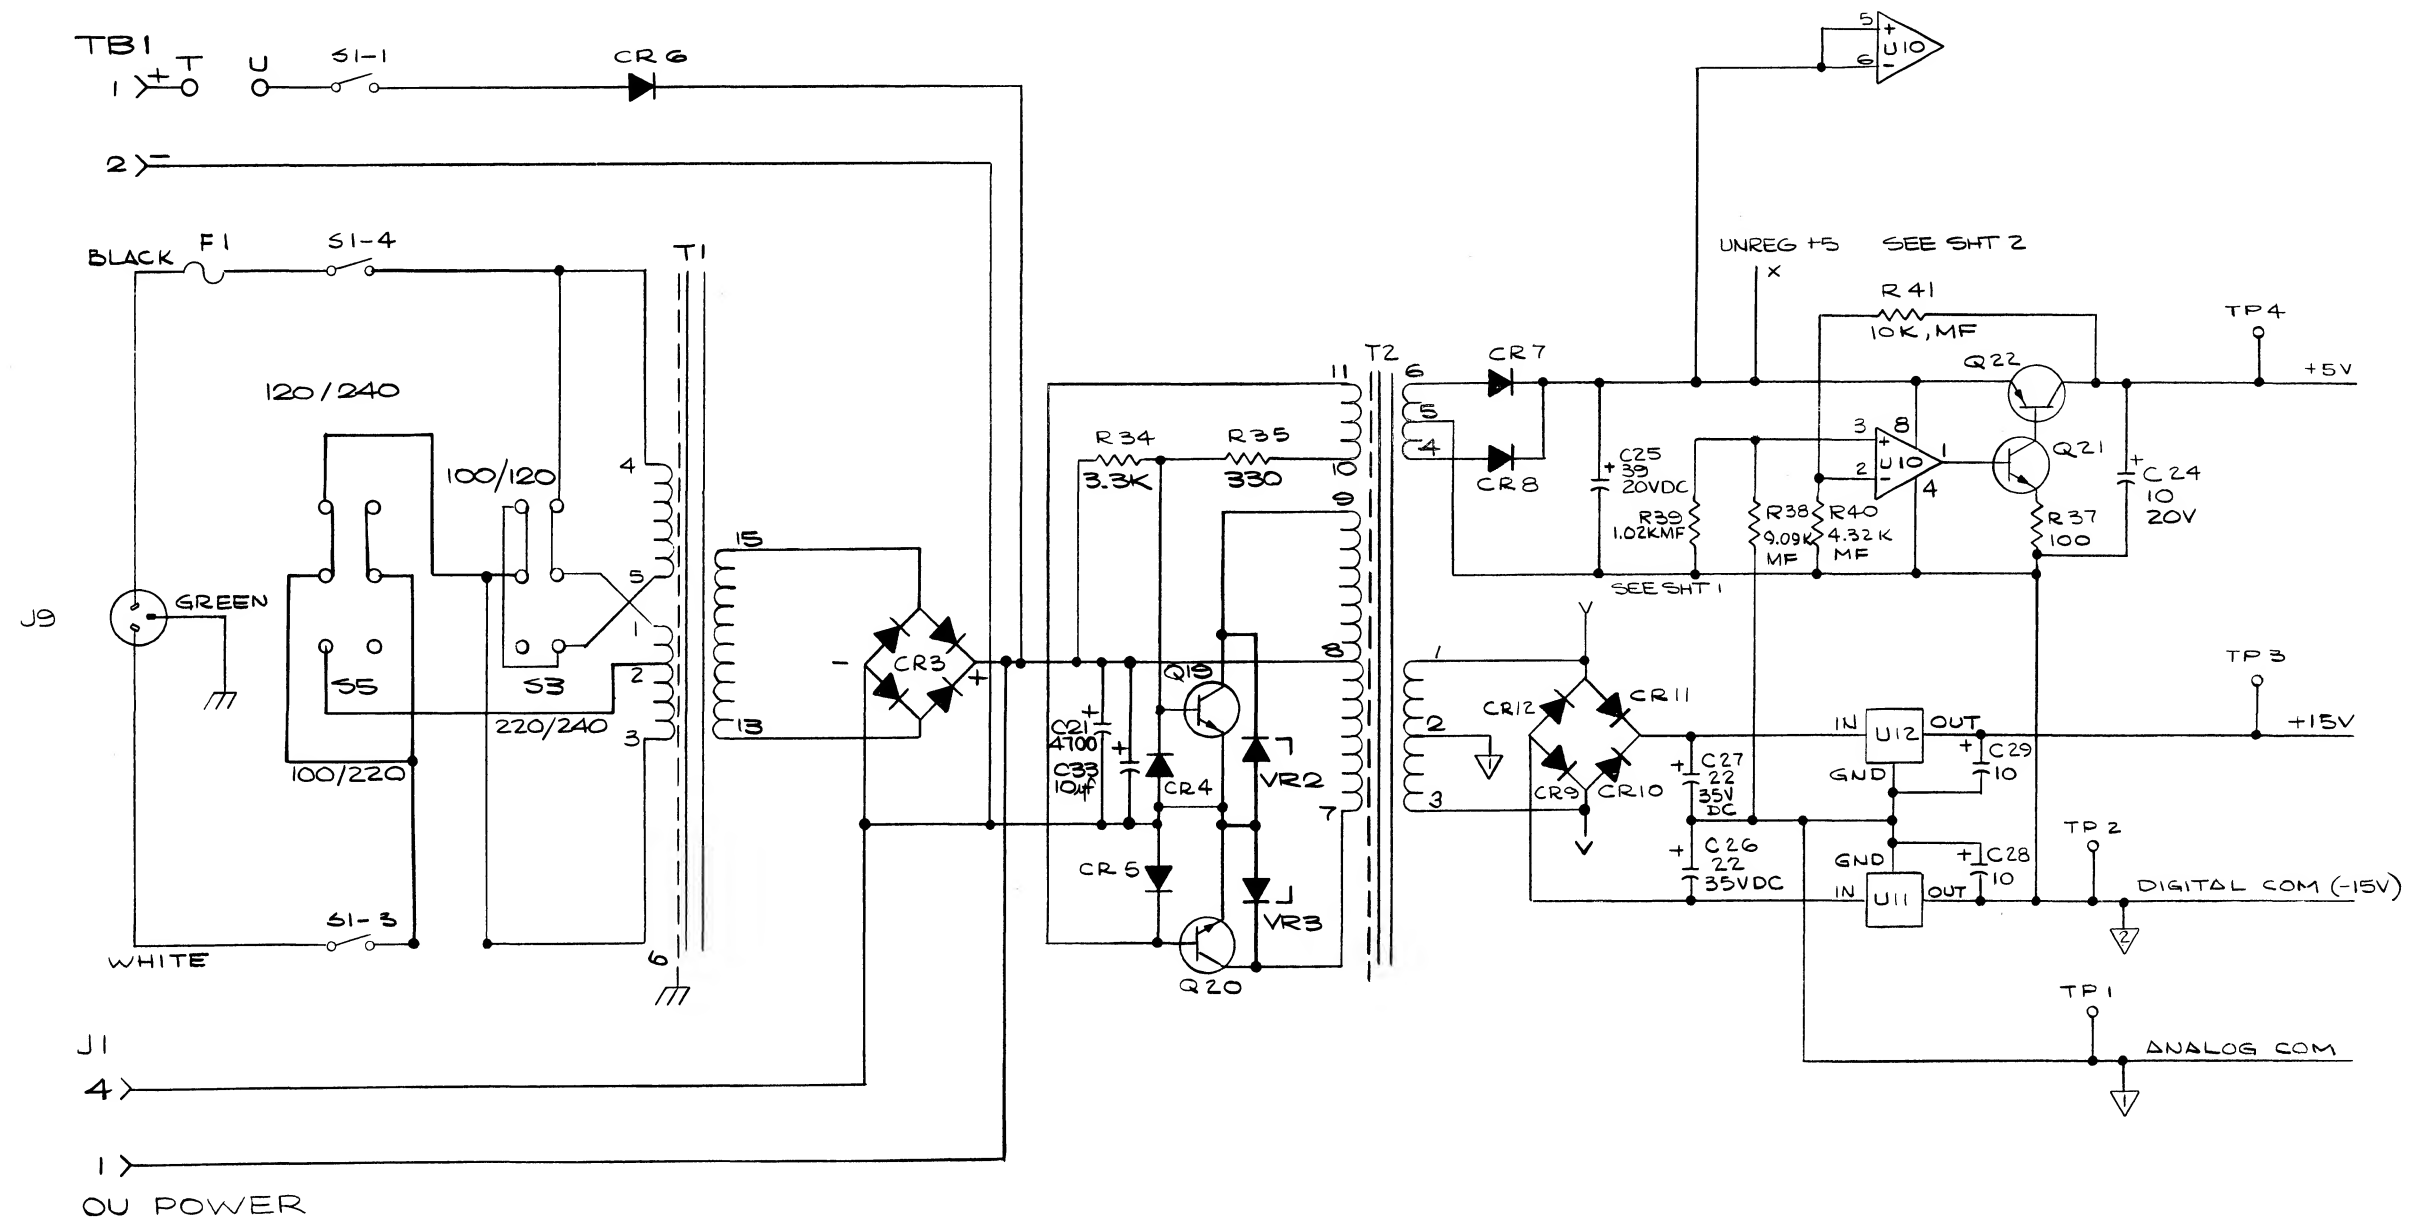 TB1
1 + T U S1-1 CR6
2 -
5 + U10
6 -
BLACK F1 S1-4 T1
UNREG +5 SEE SHT 2
X
R41
10K, MF
TP4
+5V
Q22
120/240
100/120
4
5
1
2
3
6
S5
S3
220/240
100/220
J9
GREEN
S1-3
WHITE
15
13
- CR3 +
T2
11
10
9
8
7
R34
3.3K
R35
330
Q19
+
C21
4700
+
C33
10μf
CR4
VR2
CR5
VR3
Q20
6
5
4
CR7
CR8
+ C25
39
20VDC
R39
1.02KMF
R38
9.09K
MF
R40
4.32K
MF
3 + 8
U10 1
2 - 4
Q21
R37
100
+
C24
10
20V
SEE SHT 1
V
1
2
3
1
CR12
CR11
CR9
CR10
+ C27
22
35V
DC
+ C26
22
35VDC
IN U12 OUT
GND
+ C29
10
TP3
+15V
GND
+ C28
10
IN U11 OUT
TP2
DIGITAL COM (-15V)
2
TP1
ANALOG COM
1
J1
4
1
OU POWER